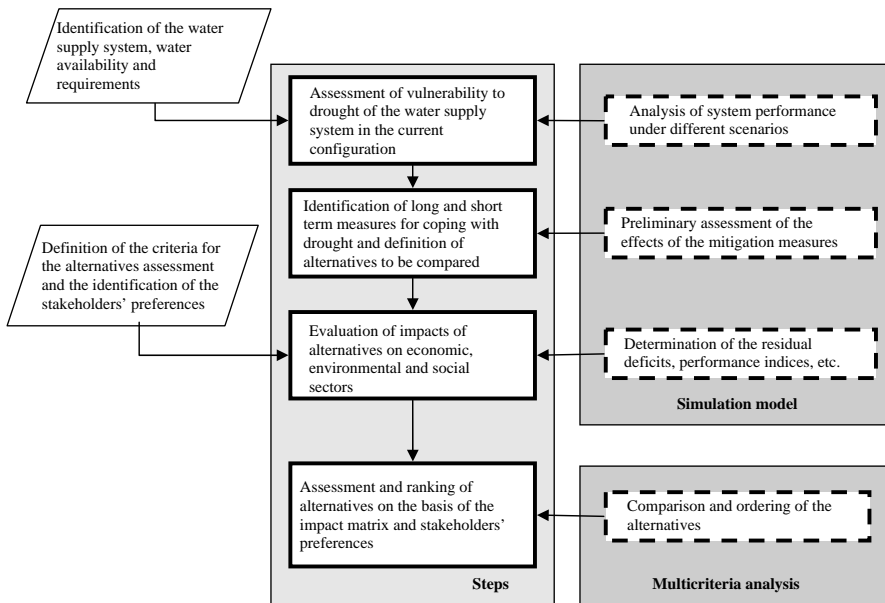 Identification of the water
supply system, water
availability and
requirements
Assessment of vulnerability to
drought of the water supply
system in the current
configuration
Analysis of system performance
under different scenarios
Identification of long and short
term measures for coping with
drought and definition of
alternatives to be compared
Preliminary assessment of the
effects of the mitigation measures
Definition of the criteria for
the alternatives assessment
and the identification of the
stakeholders’ preferences
Evaluation of impacts of
alternatives on economic,
environmental and social
sectors
Determination of the residual
deficits, performance indices, etc.
Simulation model
Assessment and ranking of
alternatives on the basis of the
impact matrix and stakeholders’
preferences
Comparison and ordering of the
alternatives
Steps
Multicriteria analysis